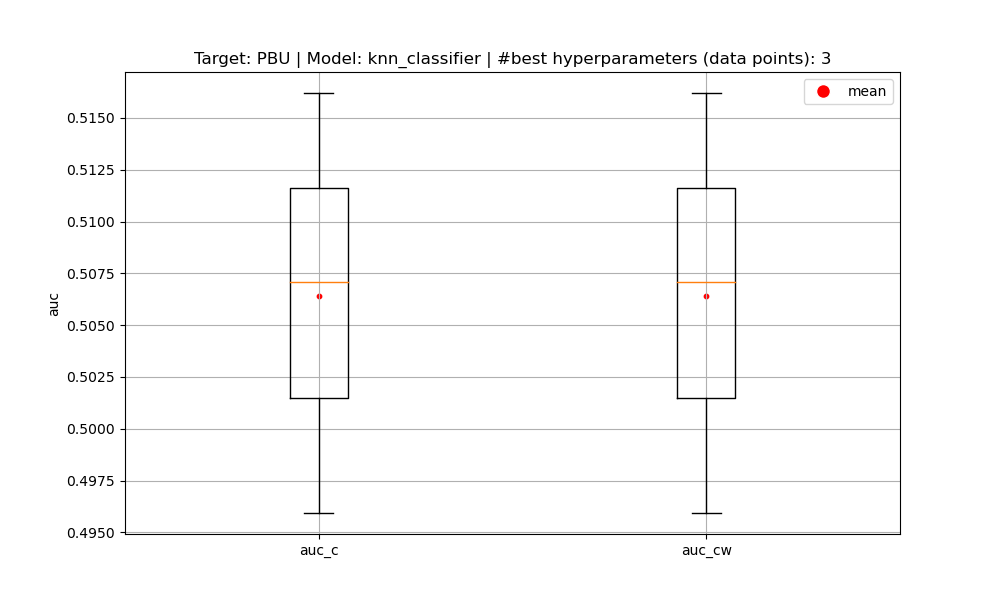 Target: PBU | Model: knn_classifier | #best hyperparameters (data points): 3
mean
0.5150
0.5125
0.5100
0.5075
0.5050
0.5025
0.5000
0.4975
0.4950
auc
auc_c
auc_cw